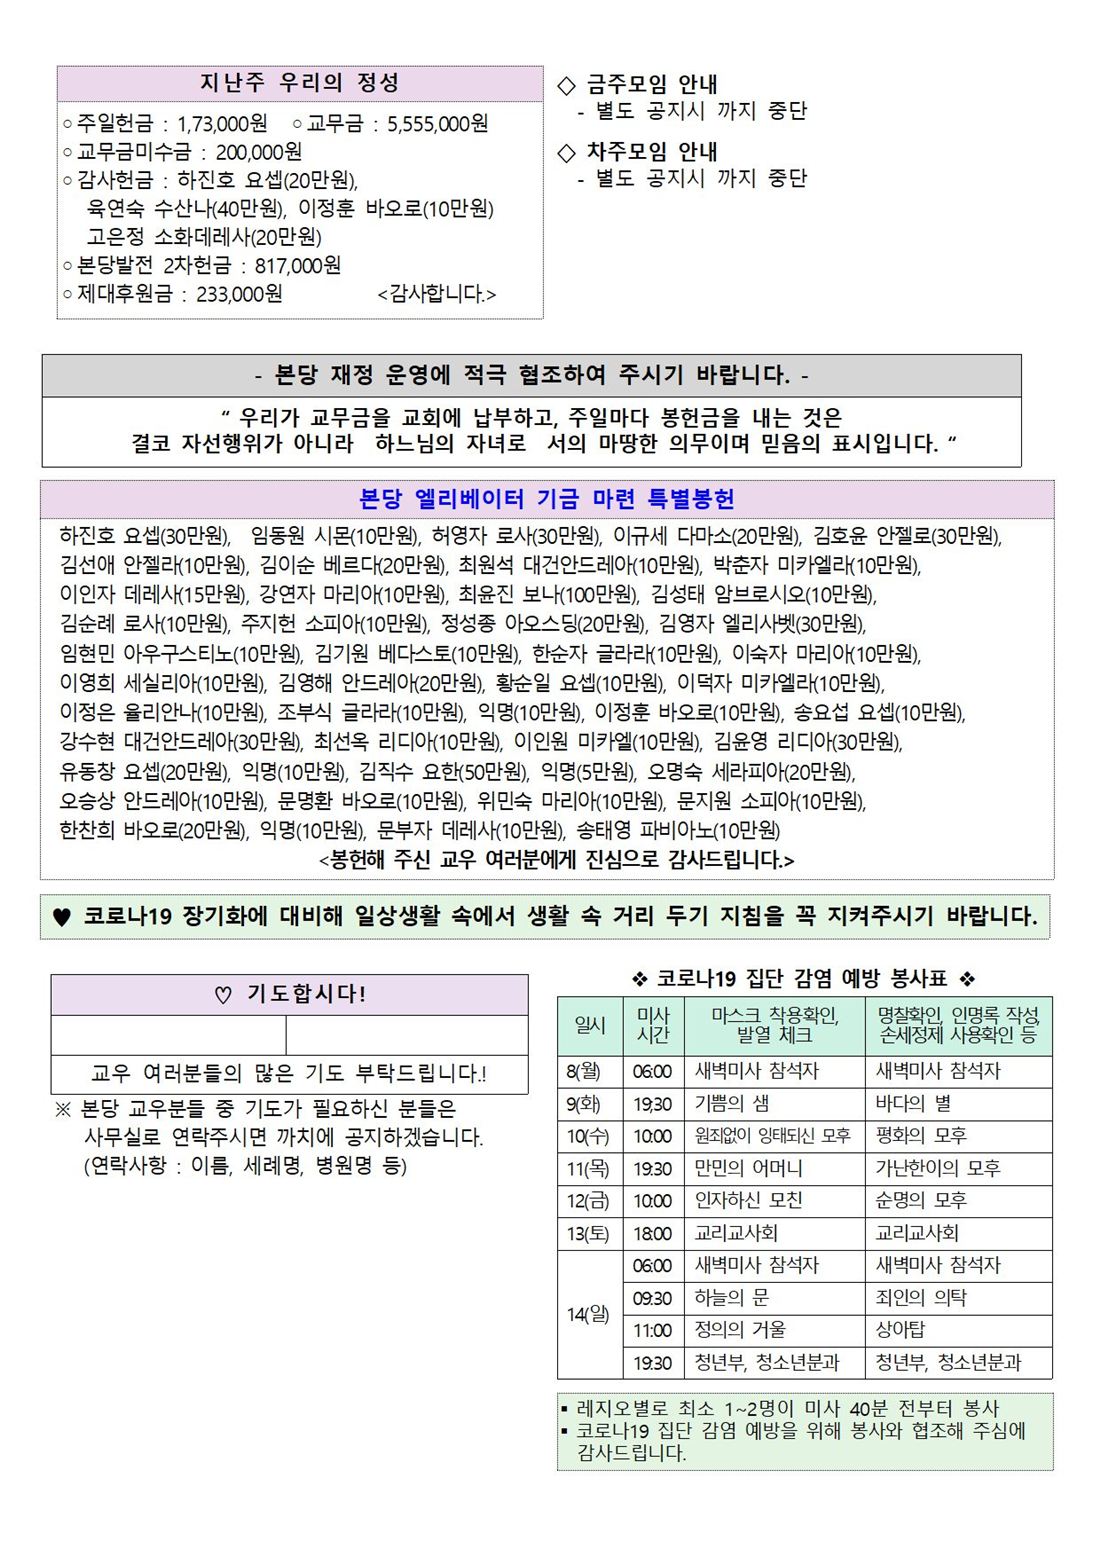 지난주 우리의 정성
○ 주일헌금 : 1,73,000원 ○ 교무금 : 5,555,000원
○ 교무금미수금 : 200,000원
○ 감사헌금 : 하진호 요셉(20만원),
육연숙 수산나(40만원), 이정훈 바오로(10만원)
고은정 소화데레사(20만원)
○ 본당발전 2차헌금 : 817,000원
○ 제대후원금 : 233,000원 <감사합니다.>
◇ 금주모임 안내
- 별도 공지시 까지 중단
◇ 차주모임 안내
- 별도 공지시 까지 중단
- 본당 재정 운영에 적극 협조하여 주시기 바랍니다. -
“ 우리가 교무금을 교회에 납부하고, 주일마다 봉헌금을 내는 것은
결코 자선행위가 아니라 하느님의 자녀로 서의 마땅한 의무이며 믿음의 표시입니다. “
본당 엘리베이터 기금 마련 특별봉헌
하진호 요셉(30만원), 임동원 시몬(10만원), 허영자 로사(30만원), 이규세 다마소(20만원), 김호윤 안젤로(30만원),
김선애 안젤라(10만원), 김이순 베르다(20만원), 최원석 대건안드레아(10만원), 박춘자 미카엘라(10만원),
이인자 데레사(15만원), 강연자 마리아(10만원), 최윤진 보나(100만원), 김성태 암브로시오(10만원),
김순례 로사(10만원), 주지헌 소피아(10만원), 정성종 아오스딩(20만원), 김영자 엘리사벳(30만원),
임현민 아우구스티노(10만원), 김기원 베다스토(10만원), 한순자 글라라(10만원), 이숙자 마리아(10만원),
이영희 세실리아(10만원), 김영해 안드레아(20만원), 황순일 요셉(10만원), 이덕자 미카엘라(10만원),
이정은 율리안나(10만원), 조부식 글라라(10만원), 익명(10만원), 이정훈 바오로(10만원), 송요섭 요셉(10만원),
강수현 대건안드레아(30만원), 최선옥 리디아(10만원), 이인원 미카엘(10만원), 김윤영 리디아(30만원),
유동창 요셉(20만원), 익명(10만원), 김직수 요한(50만원), 익명(5만원), 오명숙 세라피아(20만원),
오승상 안드레아(10만원), 문명환 바오로(10만원), 위민숙 마리아(10만원), 문지원 소피아(10만원),
한찬희 바오로(20만원), 익명(10만원), 문부자 데레사(10만원), 송태영 파비아노(10만원)
<봉헌해 주신 교우 여러분에게 진심으로 감사드립니다.>
♥ 코로나19 장기화에 대비해 일상생활 속에서 생활 속 거리 두기 지침을 꼭 지켜주시기 바랍니다.
♡ 기도합시다!
교우 여러분들의 많은 기도 부탁드립니다.!
※ 본당 교우분들 중 기도가 필요하신 분들은
사무실로 연락주시면 까치에 공지하겠습니다.
(연락사항 : 이름, 세례명, 병원명 등)
❖ 코로나19 집단 감염 예방 봉사표 ❖
일시 미사 시간 마스크 착용확인, 발열 체크 명찰확인, 인명록 작성, 손세정제 사용확인 등
8(월) 06:00 새벽미사 참석자 새벽미사 참석자
9(화) 19:30 기쁨의 샘 바다의 별
10(수) 10:00 원죄없이 잉태되신 모후 평화의 모후
11(목) 19:30 만민의 어머니 가난한이의 모후
12(금) 10:00 인자하신 모친 순명의 모후
13(토) 18:00 교리교사회 교리교사회
14(일) 06:00 새벽미사 참석자 새벽미사 참석자
09:30 하늘의 문 죄인의 의탁
11:00 정의의 거울 상아탑
19:30 청년부, 청소년분과 청년부, 청소년분과
▪ 레지오별로 최소 1~2명이 미사 40분 전부터 봉사
▪ 코로나19 집단 감염 예방을 위해 봉사와 협조해 주심에
감사드립니다.